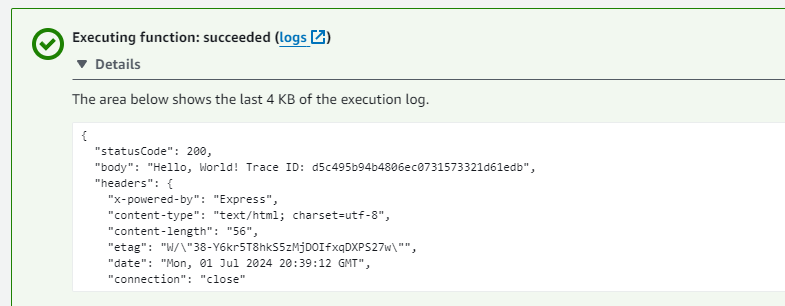 Executing function: succeeded (logs)
Details
The area below shows the last 4 KB of the execution log.
{
"statusCode": 200,
"body": "Hello, World! Trace ID: d5c495b94b4806ec0731573321d61edb",
"headers": {
"x-powered-by": "Express",
"content-type": "text/html; charset=utf-8",
"content-length": "56",
"etag": "W/\"38-Y6kr5T8hkS5zMjDOIfxqDXPS27w\"",
"date": "Mon, 01 Jul 2024 20:39:12 GMT",
"connection": "close"